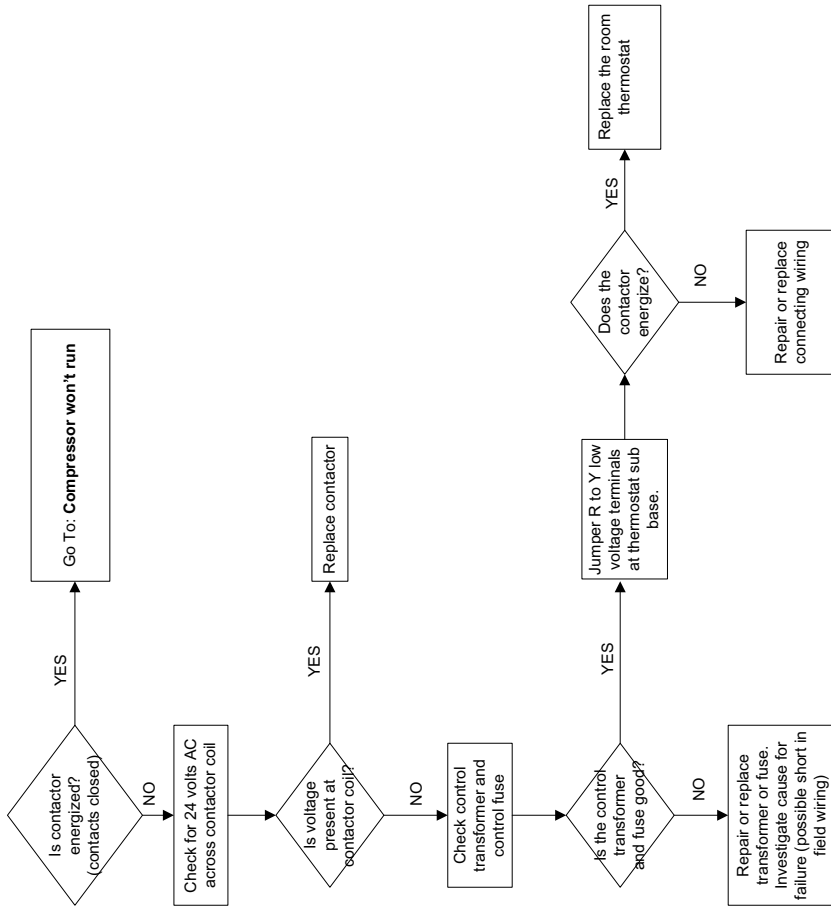 Is contactor
energized?
(contacts closed)
YES
Go To: Compressor won't run
NO
Check for 24 volts AC
across contactor coil
Is voltage
present at
contactor coil?
YES
Replace contactor
NO
Check control
transformer and
control fuse
Is the control
transformer
and fuse good?
YES
Jumper R to Y low
voltage terminals
at thermostat sub
base.
Does the
contactor
energize?
YES
Replace the room
thermostat
NO
Repair or replace
connecting wiring
NO
Repair or replace
transformer or fuse.
Investigate cause for
failure (possible short in
field wiring)